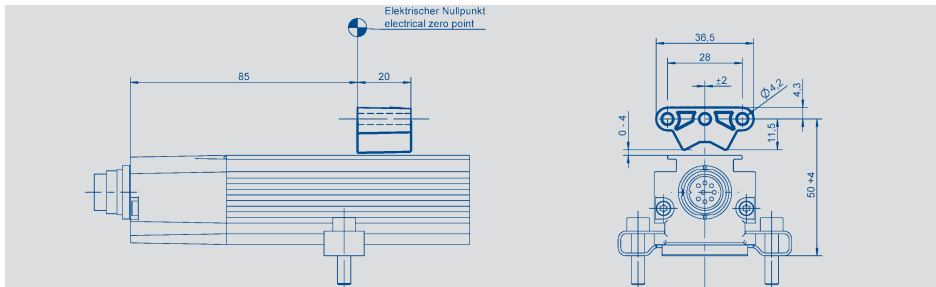 Elektrischer Nullpunkt
electrical zero point
85
20
36,5
28
±2
Ø4,2
4,3
0 - 4
11,5
50 +4